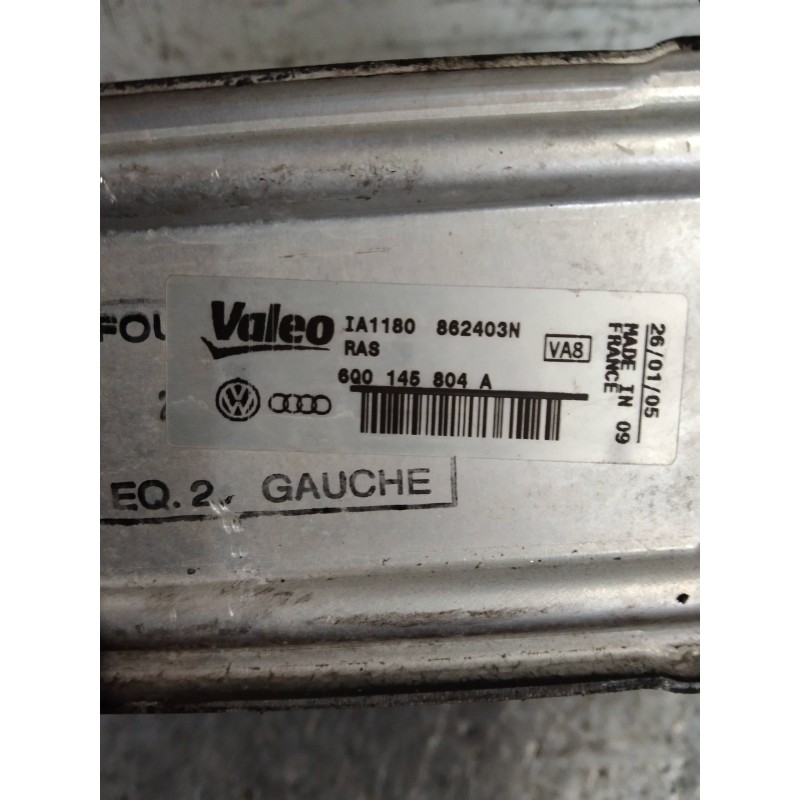 Valeo IA1180 862403N
RAS
VA8
6Q0 145 804 A
26/01/05
MADE IN 09
FRANCE
FOU
EQ.2 GAUCHE